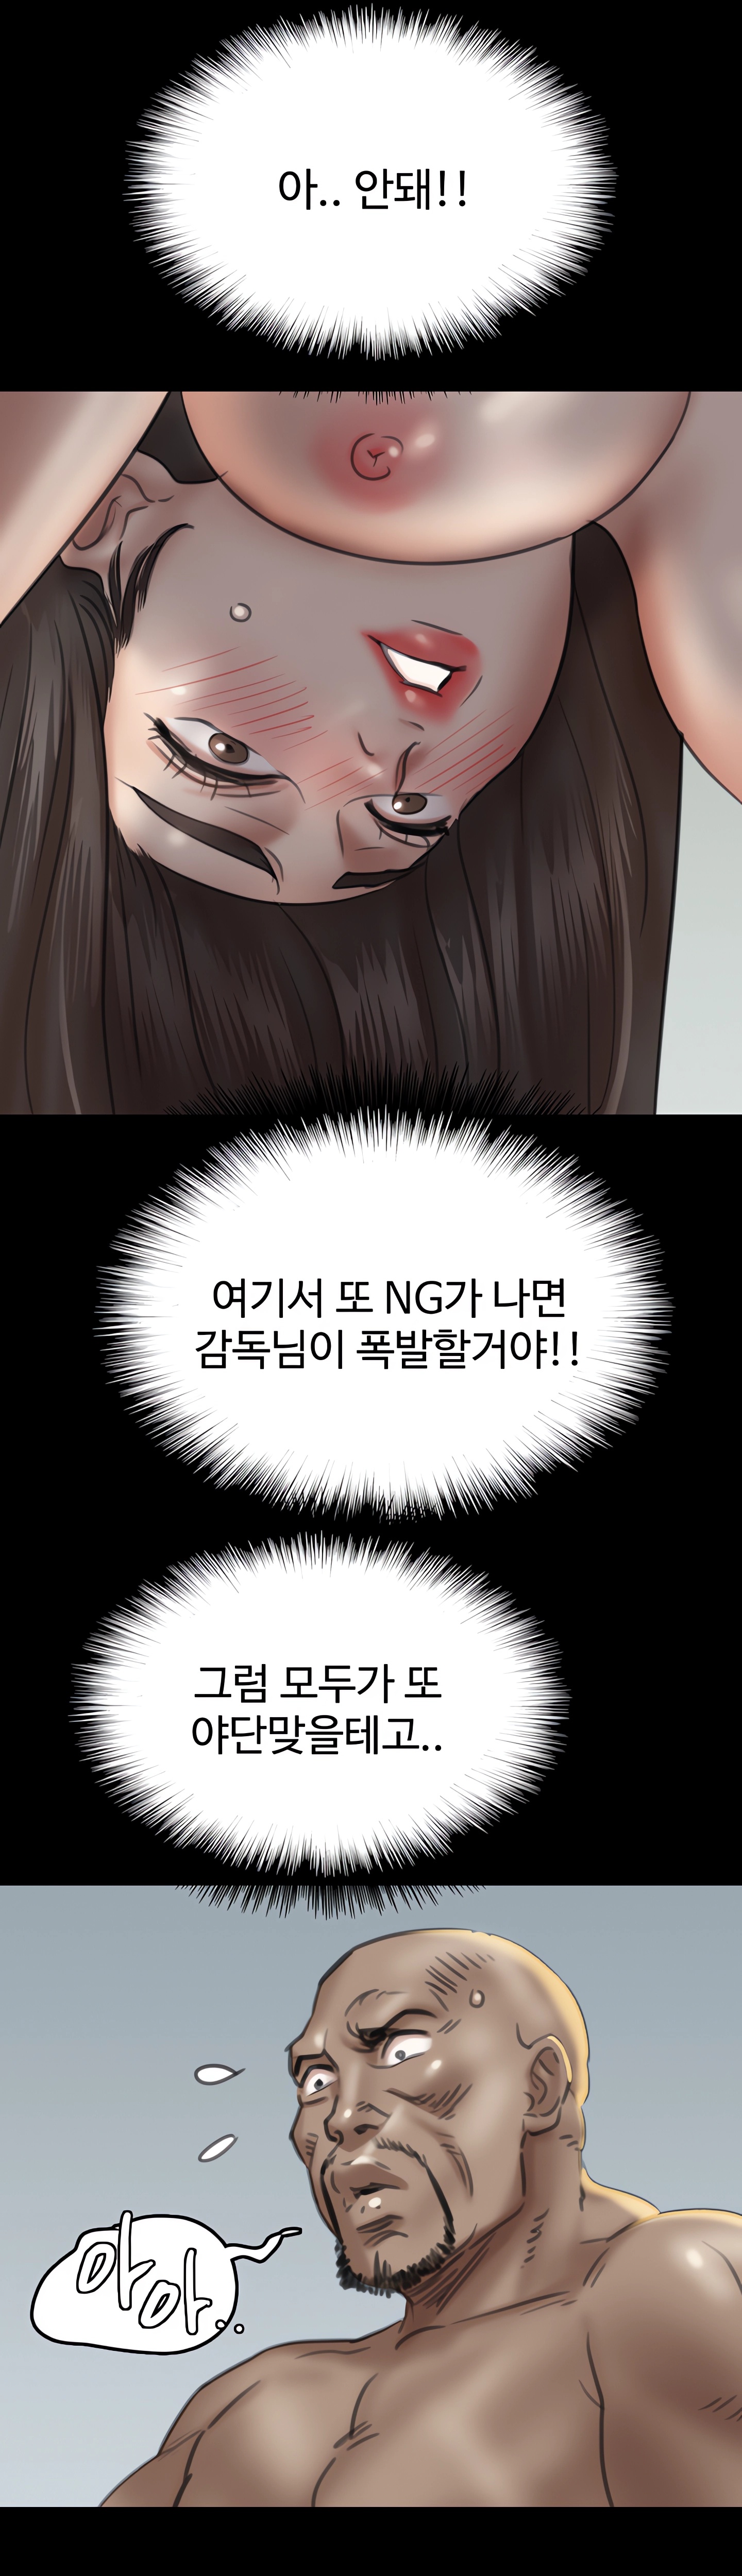 아.. 안돼!!
여기서 또 NG가 나면
감독님이 폭발할거야!!
그럼 모두가 또
야단맞을테고..
아아..